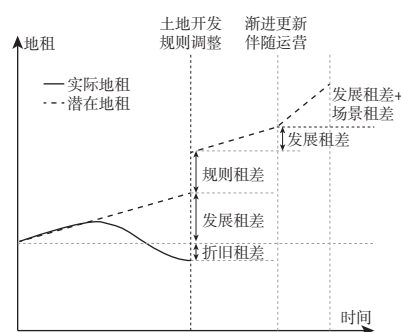 土地开发
规则调整
渐进更新
伴随运营
地租
实际地租
潜在地租
发展租差+
场景租差
发展租差
规则租差
发展租差
折旧租差
时间